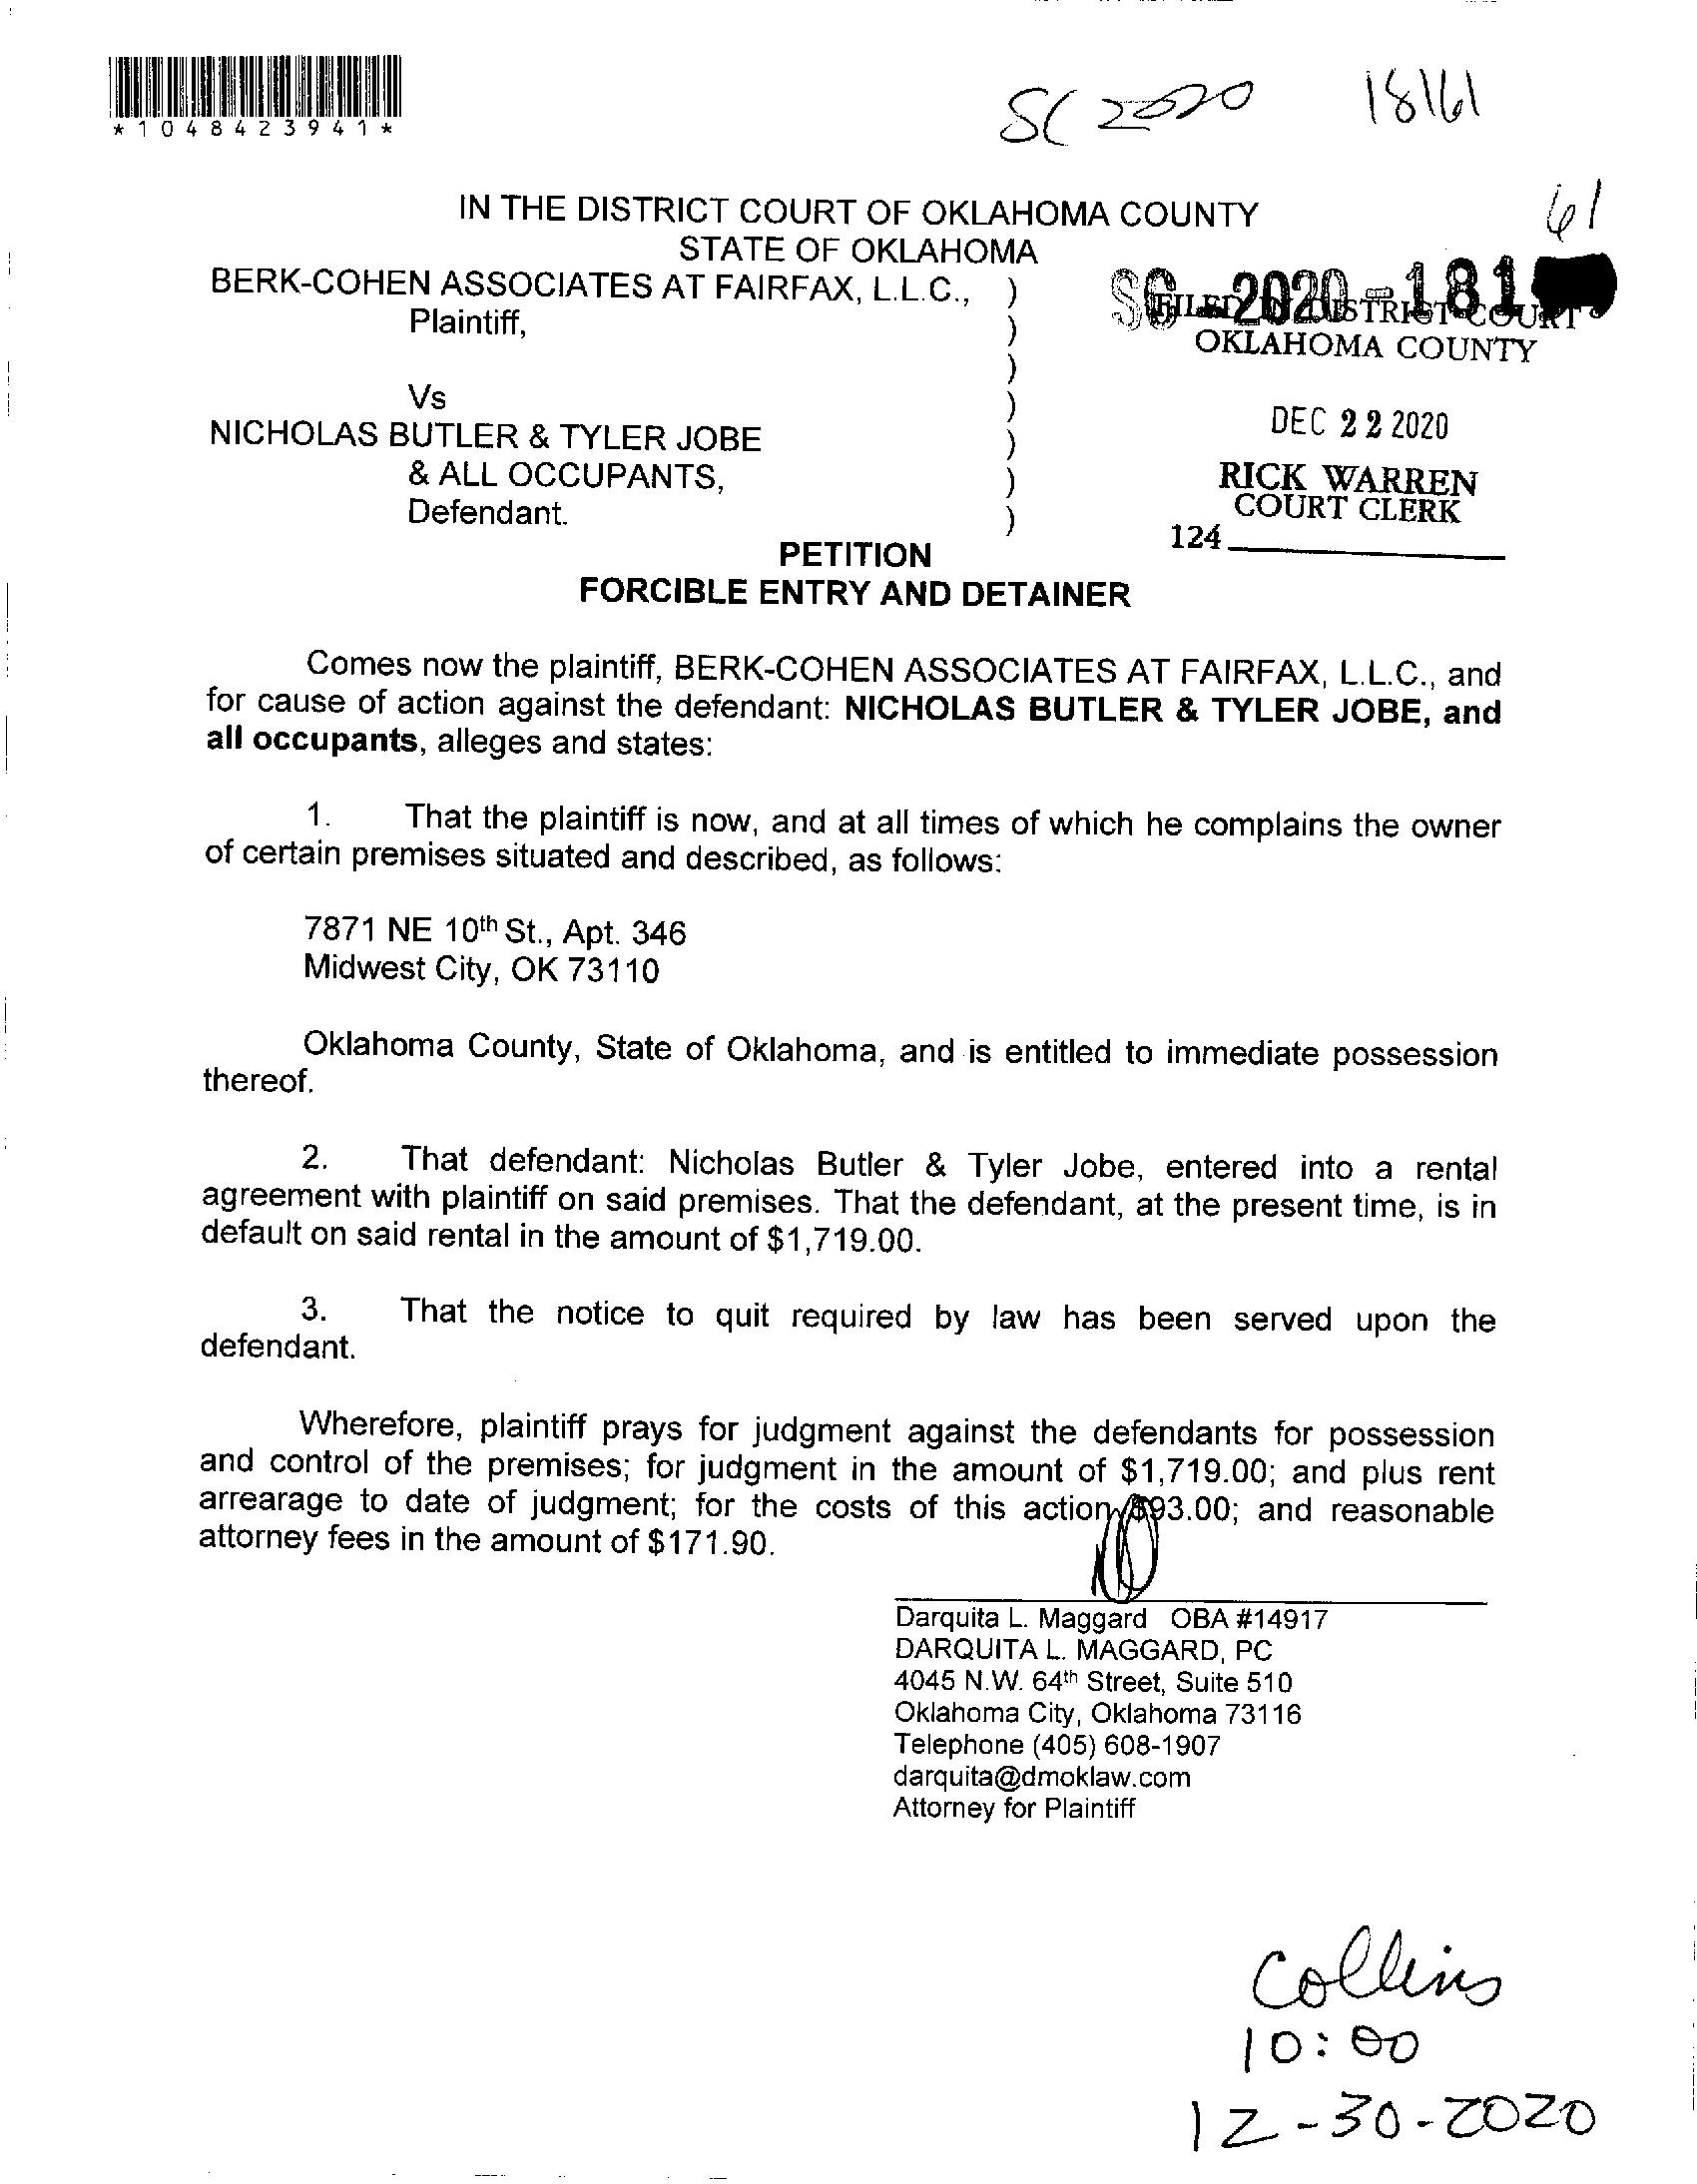 *1048423941*
SC 2020 18161
IN THE DISTRICT COURT OF OKLAHOMA COUNTY
61
STATE OF OKLAHOMA
BERK-COHEN ASSOCIATES AT FAIRFAX, L.L.C., )
SC-2020-181
FILED IN DISTRICT COURT
Plaintiff, )
OKLAHOMA COUNTY
)
Vs )
DEC 22 2020
NICHOLAS BUTLER & TYLER JOBE )
& ALL OCCUPANTS, )
RICK WARREN
Defendant. )
COURT CLERK
124
PETITION
FORCIBLE ENTRY AND DETAINER
Comes now the plaintiff, BERK-COHEN ASSOCIATES AT FAIRFAX, L.L.C., and
for cause of action against the defendant: NICHOLAS BUTLER & TYLER JOBE, and
all occupants, alleges and states:
1. That the plaintiff is now, and at all times of which he complains the owner
of certain premises situated and described, as follows:
7871 NE 10th St., Apt. 346
Midwest City, OK 73110
Oklahoma County, State of Oklahoma, and is entitled to immediate possession
thereof.
2. That defendant: Nicholas Butler & Tyler Jobe, entered into a rental
agreement with plaintiff on said premises. That the defendant, at the present time, is in
default on said rental in the amount of $1,719.00.
3. That the notice to quit required by law has been served upon the
defendant.
Wherefore, plaintiff prays for judgment against the defendants for possession
and control of the premises; for judgment in the amount of $1,719.00; and plus rent
arrearage to date of judgment; for the costs of this action, $93.00; and reasonable
attorney fees in the amount of $171.90.
Darquita L. Maggard OBA #14917
DARQUITA L. MAGGARD, PC
4045 N.W. 64th Street, Suite 510
Oklahoma City, Oklahoma 73116
Telephone (405) 608-1907
darquita@dmoklaw.com
Attorney for Plaintiff
Collins
10:00
12-30-2020